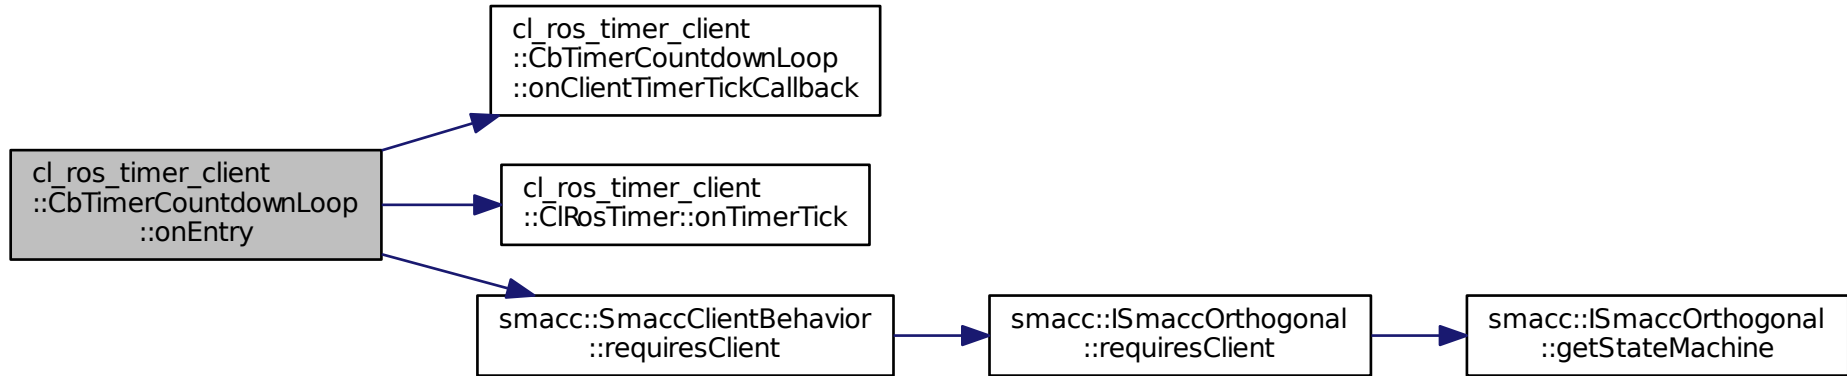 cl_ros_timer_client
::CbTimerCountdownLoop
::onClientTimerTickCallback
cl_ros_timer_client
::CbTimerCountdownLoop
::onEntry
cl_ros_timer_client
::ClRosTimer::onTimerTick
smacc::SmaccClientBehavior
::requiresClient
smacc::ISmaccOrthogonal
::requiresClient
smacc::ISmaccOrthogonal
::getStateMachine